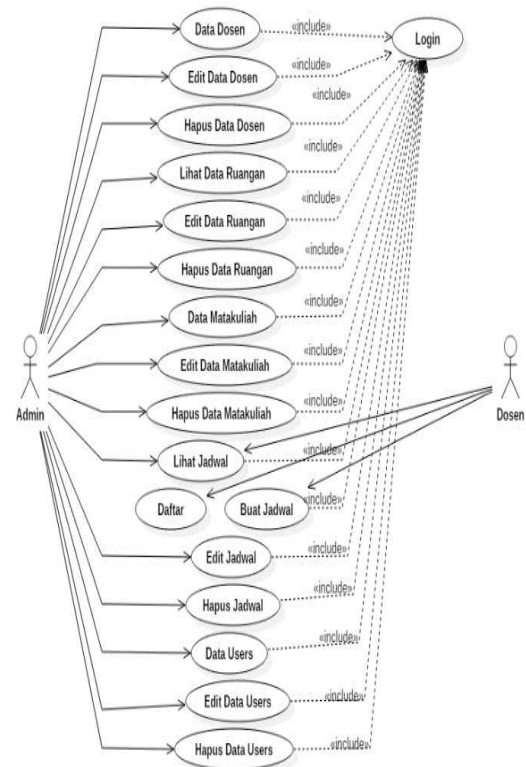 Data Dosen
«include»
Login
Edit Data Dosen
«include»
«include»
Hapus Data Dosen
«include»
Lihat Data Ruangan
«include»
Edit Data Ruangan
«include»
Hapus Data Ruangan
«include»
Data Matakuliah
«include»
Edit Data Matakuliah
«include»
Hapus Data Matakuliah
Admin
Dosen
Lihat Jadwal
«include»
Daftar
Buat Jadwal
«include»
Edit Jadwal
«include»
Hapus Jadwal
«include»
Data Users
«include»
Edit Data Users
«include»
Hapus Data Users
«include»